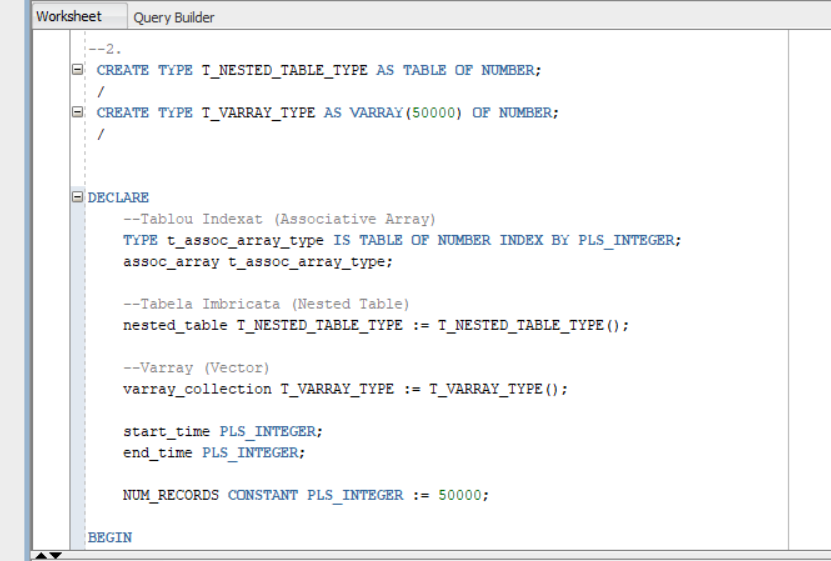 Worksheet Query Builder
--2.
CREATE TYPE T_NESTED_TABLE_TYPE AS TABLE OF NUMBER;
/
CREATE TYPE T_VARRAY_TYPE AS VARRAY(50000) OF NUMBER;
/
DECLARE
--Tablou Indexat (Associative Array)
TYPE t_assoc_array_type IS TABLE OF NUMBER INDEX BY PLS_INTEGER;
assoc_array t_assoc_array_type;
--Tabela Imbricata (Nested Table)
nested_table T_NESTED_TABLE_TYPE := T_NESTED_TABLE_TYPE();
--Varray (Vector)
varray_collection T_VARRAY_TYPE := T_VARRAY_TYPE();
start_time PLS_INTEGER;
end_time PLS_INTEGER;
NUM_RECORDS CONSTANT PLS_INTEGER := 50000;
BEGIN